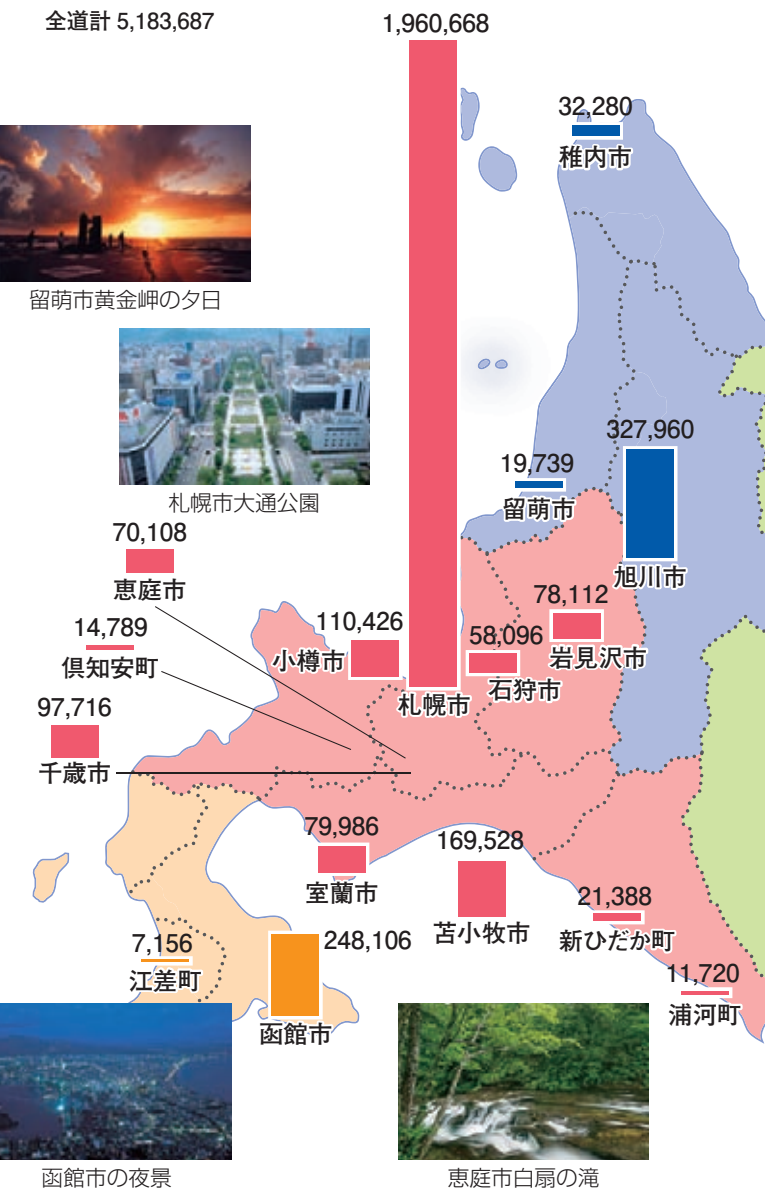 全道計 5,183,687
1,960,668
32,280
稚内市
留萌市黄金岬の夕日
札幌市大通公園
327,960
旭川市
19,739
留萌市
70,108
恵庭市
14,789
倶知安町
97,716
千歳市
110,426
小樽市
札幌市
58,096
石狩市
78,112
岩見沢市
79,986
室蘭市
169,528
苫小牧市
21,388
新ひだか町
11,720
浦河町
7,156
江差町
248,106
函館市
函館市の夜景
恵庭市白扇の滝